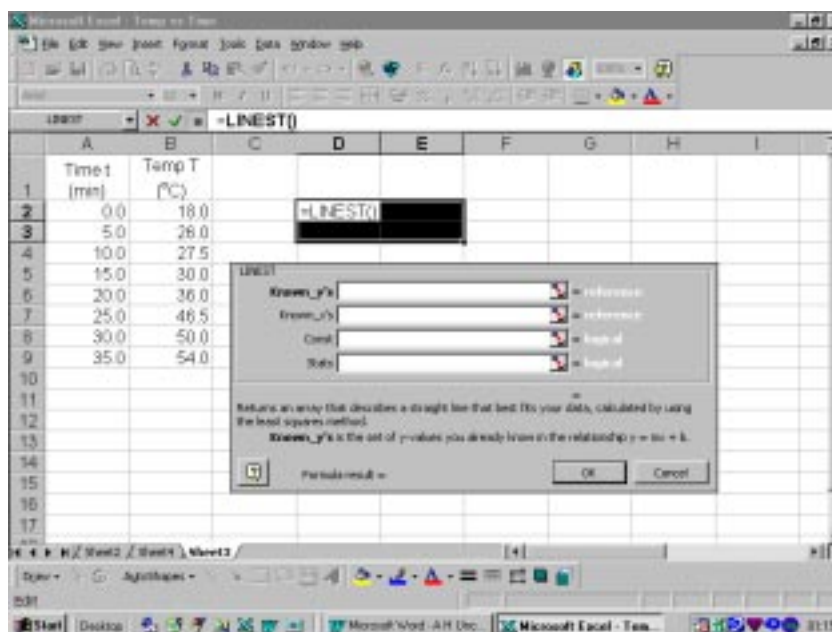 Microsoft Excel - Temp vs Time
File Edit View Insert Format Tools Data Window Help
LINEST =LINEST()
A B C D E F G H I
1 Time t (min) Temp T (°C)
2 0.0 18.0 =LINEST()
3 5.0 26.0
4 10.0 27.5
5 15.0 30.0
6 20.0 36.0
7 25.0 46.5
8 30.0 50.0
9 35.0 54.0
10
11
12
13
14
15
16
17
LINEST
Known_y's = reference
Known_x's = reference
Const = logical
Stats = logical
=
Returns an array that describes a straight line that best fits your data, calculated by using
the least squares method.
Known_y's is the set of y-values you already know in the relationship y = mx + b.
Formula result =
OK Cancel
Sheet2 / Sheet4 / Sheet3
Draw AutoShapes
Edit
Start Desktop Microsoft Word - A H Microsoft Excel - Tem...